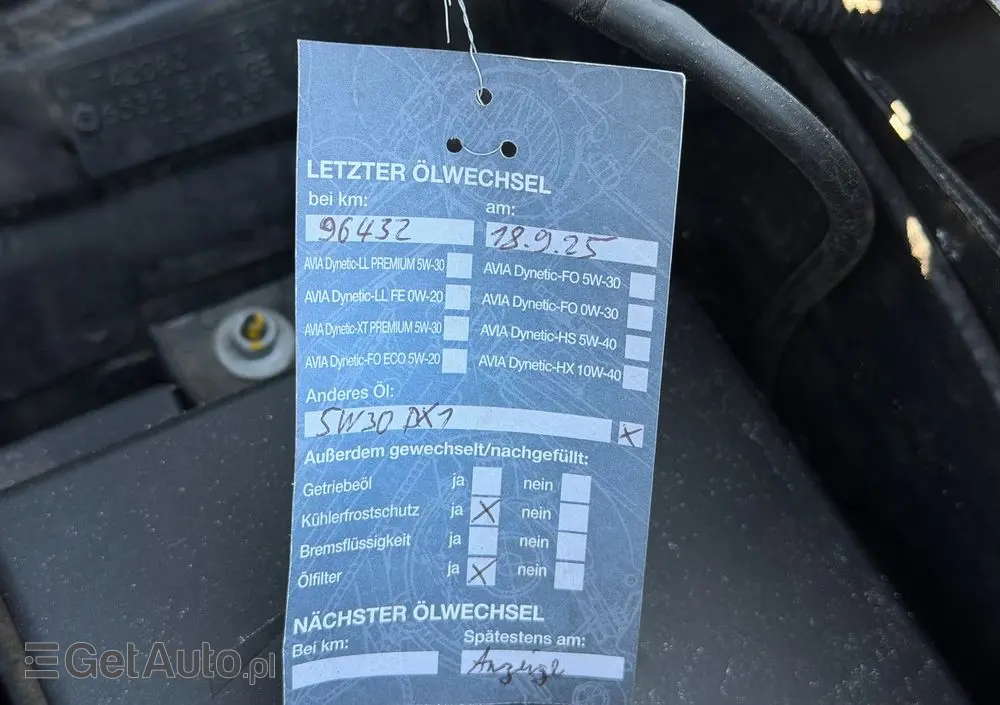 LETZTER ÖLWECHSEL
bei km: am:
96432 18.9.25
AVIA Dynetic-LL PREMIUM 5W-30 AVIA Dynetic-FO 5W-30
AVIA Dynetic-LL FE 0W-20 AVIA Dynetic-FO 0W-30
AVIA Dynetic-XT PREMIUM 5W-30 AVIA Dynetic-HS 5W-40
AVIA Dynetic-FO ECO 5W-20 AVIA Dynetic-HX 10W-40
Anderes Öl:
5W30 DX1 X
Außerdem gewechselt/nachgefüllt:
Getriebeöl ja nein
Kühlerfrostschutz ja X nein
Bremsflüssigkeit ja nein
Ölfilter ja X nein
NÄCHSTER ÖLWECHSEL
Bei km: Spätestens am:
Anzeige
GetAuto.pl